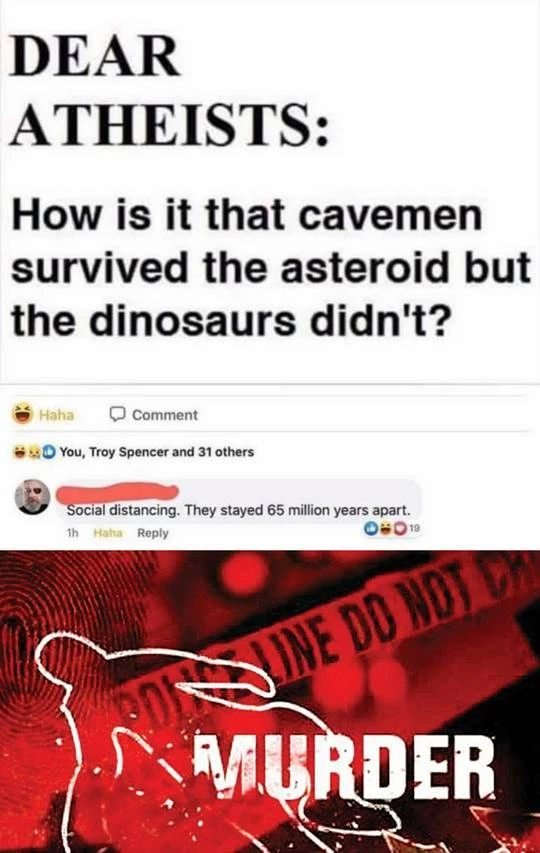 DEAR
ATHEISTS:
How is it that cavemen
survived the asteroid but
the dinosaurs didn't?
Haha Comment
You, Troy Spencer and 31 others
Social distancing. They stayed 65 million years apart.
1h Haha Reply 19
POLICE LINE DO NOT
MURDER